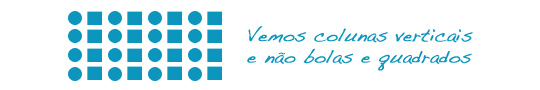 Vemos colunas verticais
e não bolas e quadrados